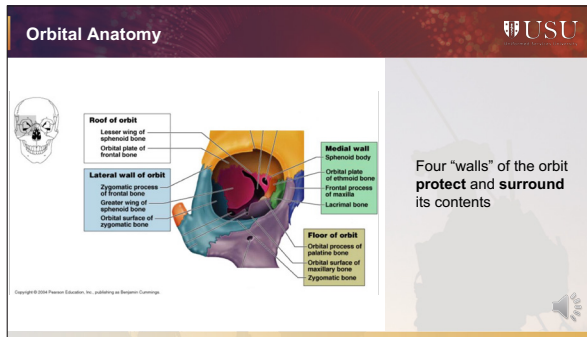 Orbital Anatomy
USU
Roof of orbit
Lesser wing of
sphenoid bone
Orbital plate of
frontal bone
Lateral wall of orbit
Zygomatic process
of frontal bone
Greater wing of
sphenoid bone
Orbital surface of
zygomatic bone
Medial wall
Sphenoid body
Orbital plate
of ethmoid bone
Frontal process
of maxilla
Lacrimal bone
Floor of orbit
Orbital process of
palatine bone
Orbital surface of
maxillary bone
Zygomatic bone
Four “walls” of the orbit
protect and surround
its contents
Copyright © 2004 Pearson Education, Inc., publishing as Benjamin Cummings.